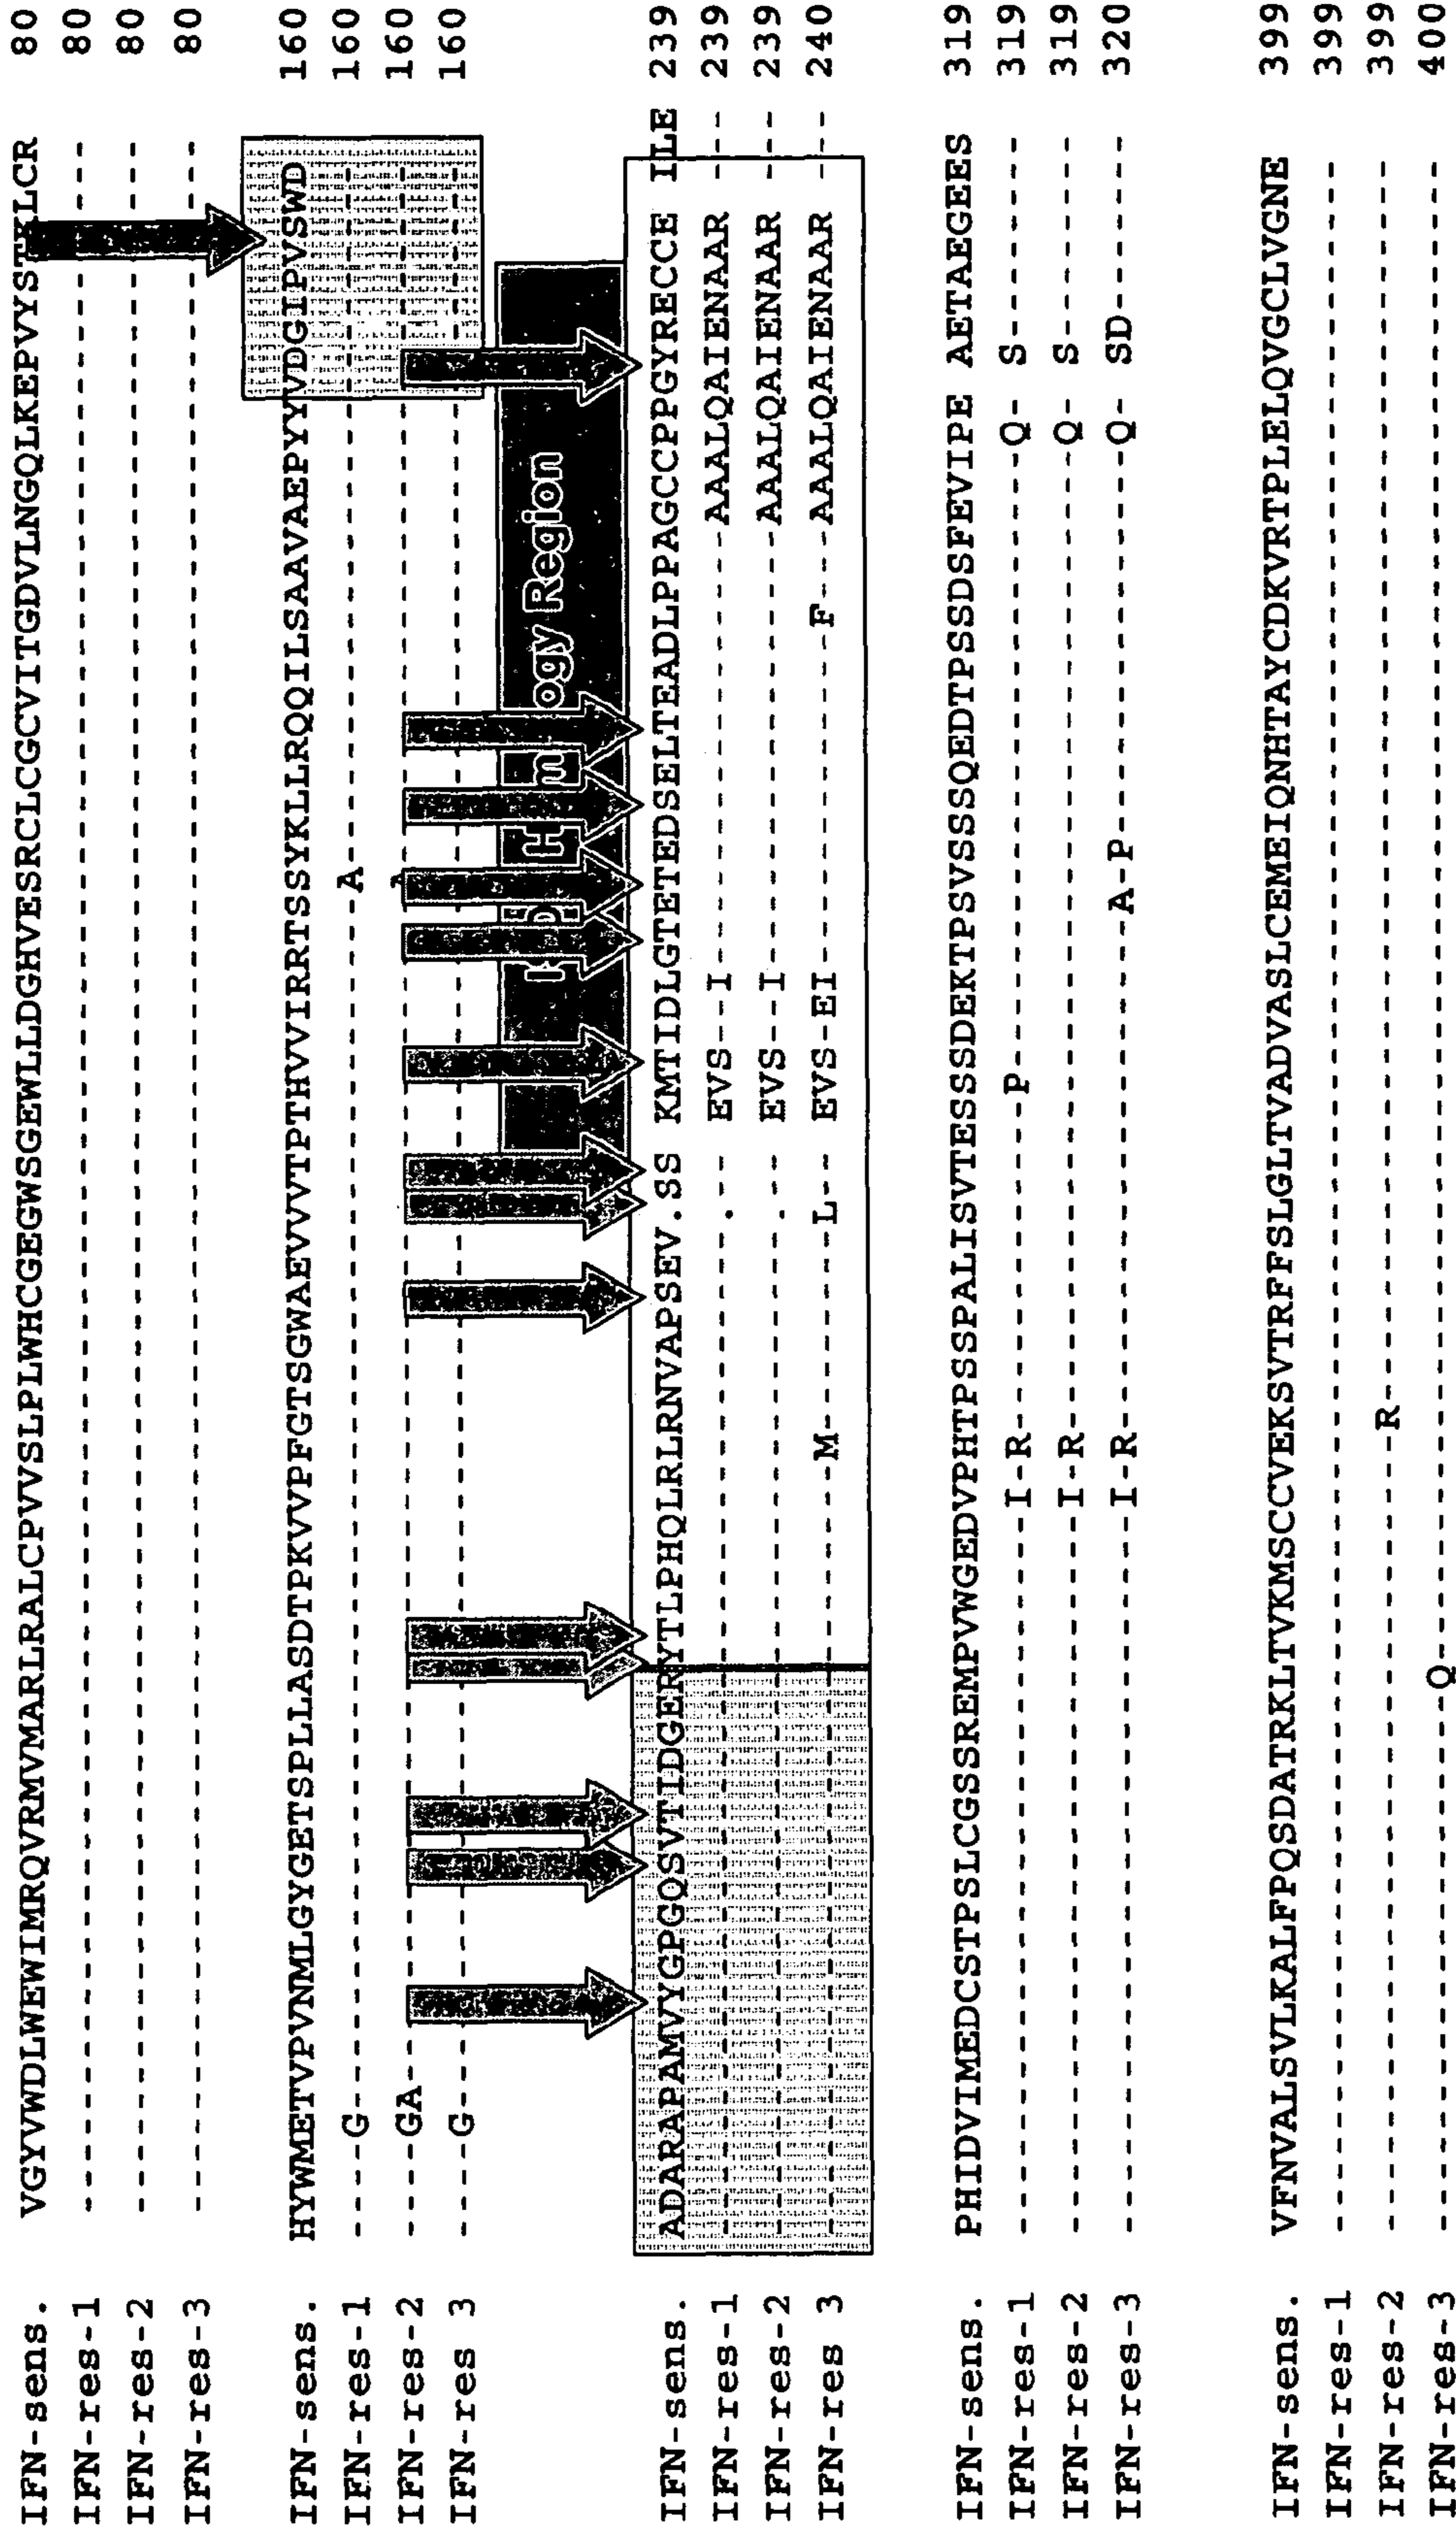 IFN-sens. VGYVWDLWEWIMRQVRMVMARLRALCPVVSLPLWHCGEGWSGEWLLDGHVESRCLCGCVITGDVLNGQLKEPVYSTKLCR 80
IFN-res-1 -------------------------------------------------------------------------------- 80
IFN-res-2 -------------------------------------------------------------------------------- 80
IFN-res-3 -------------------------------------------------------------------------------- 80
IFN-sens. HYWMETVPVNMLGYGETSPLLASDTPKVVPFGTSGWAEVVVTPTHVVIRRTSSYKLLRQQILSAAVAEPYYVDGIPVSWD 160
IFN-res-1 ----G-----------------------------------------------A--------------------------- 160
IFN-res-2 ----GA-------------------------------------------------------------------------- 160
IFN-res 3 ----G--------------------------------------------------------------------------- 160
ogy Region
IFN-sens. ADARAPAMVYGPGQSVTIDGERYTLPHQLRLRNVAPSEV.SS KMTIDLGTETEDSELTEADLPPAGCCPPGYRECCE ILE 239
IFN-res-1 ---------------------------------------.-- EVS--I-----------------AAALQAIENAAR --- 239
IFN-res-2 ---------------------------------------.-- EVS--I-----------------AAALQAIENAAR --- 239
IFN-res 3 ------------------------------M--------L-- EVS-EI-------------F---AAALQAIENAAR --- 240
IFN-sens. PHIDVIMEDCSTPSLCGSSREMPVWGEDVPHTPSSPALISVTESSSDEKTPSVSSSQEDTPSSDSFEVIPE AETAEGEES 319
IFN-res-1 ----------------------------I-R-------------P------------------------Q- S------- 319
IFN-res-2 ----------------------------I-R--------------------------------------Q- S------- 319
IFN-res-3 ----------------------------I-R--------------------A-P---------------Q- SD------ 320
IFN-sens. VFNVALSVLKALFPQSDATRKLTVKMSCCVEKSVTRFFSLGLTVADVASLCEMEIQNHTAYCDKVRTPLELQVGCLVGNE 399
IFN-res-1 -------------------------------------------------------------------------------- 399
IFN-res-2 -------------------------------R------------------------------------------------ 399
IFN-res-3 ---------------------Q---------------------------------------------------------- 400